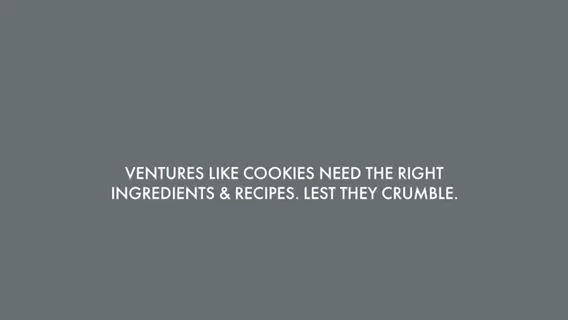 VENTURES LIKE COOKIES NEED THE RIGHT
INGREDIENTS & RECIPES. LEST THEY CRUMBLE.